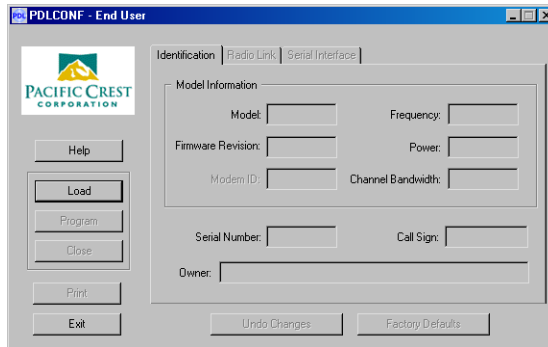 PDL PDLCONF - End User
PACIFIC CREST
CORPORATION
Help
Load
Program
Close
Print
Exit
Identification Radio Link Serial Interface
Model Information
Model: Frequency:
Firmware Revision: Power:
Modem ID: Channel Bandwidth:
Serial Number: Call Sign:
Owner:
Undo Changes Factory Defaults